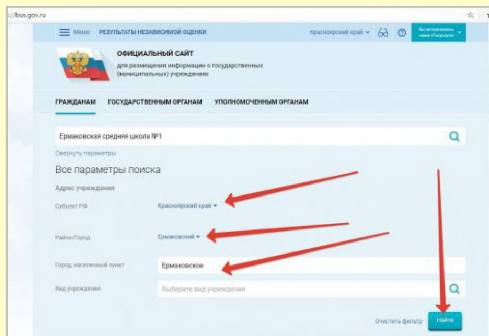 //bus.gov.ru
Меню РЕЗУЛЬТАТЫ НЕЗАВИСИМОЙ ОЦЕНКИ Красноярский край
ОФИЦИАЛЬНЫЙ САЙТ
для размещения информации о государственных
(муниципальных) учреждениях
ГРАЖДАНАМ ГОСУДАРСТВЕННЫМ ОРГАНАМ УПОЛНОМОЧЕННЫМ ОРГАНАМ
Ермаковская средняя школа №1
Свернуть параметры
Все параметры поиска
Адрес учреждения
Субъект РФ Красноярский край
Район/Город Ермаковский
Город, населенный пункт Ермаковское
Вид учреждения Выберите вид учреждения
Очистить фильтр Найти